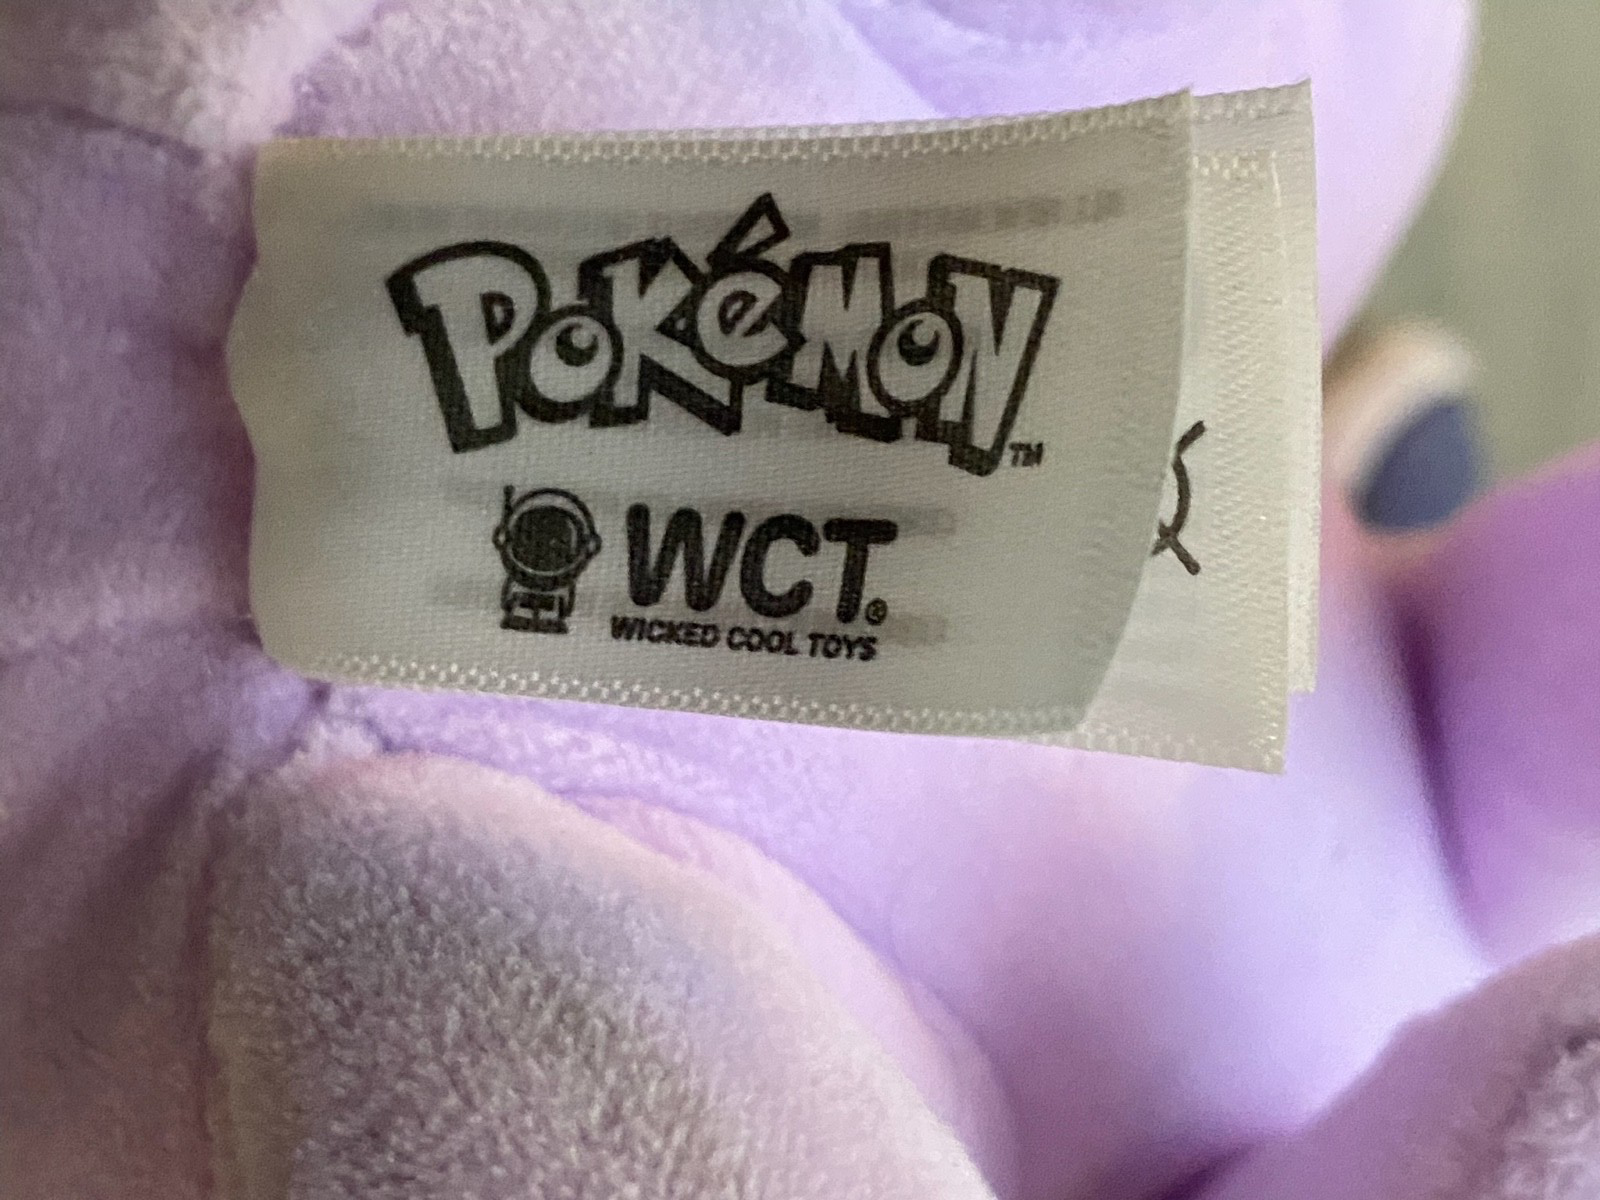 POKéMON™
WCT®
WICKED COOL TOYS